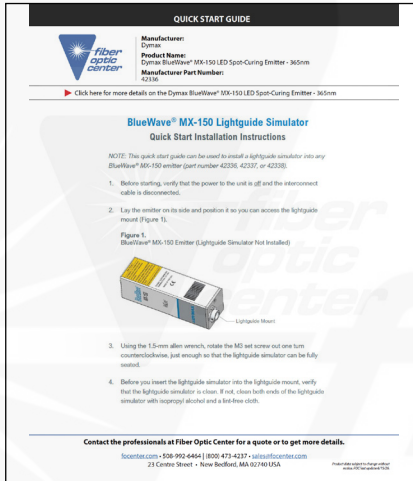 QUICK START GUIDE
fiber
optic
center
Manufacturer:
Dymax
Product Name:
Dymax BlueWave® MX-150 LED Spot-Curing Emitter - 365nm
Manufacturer Part Number:
42336
Click here for more details on the Dymax BlueWave® MX-150 LED Spot-Curing Emitter - 365nm
BlueWave® MX-150 Lightguide Simulator
Quick Start Installation Instructions
NOTE: This quick start guide can be used to install a lightguide simulator into any
BlueWave® MX-150 emitter (part number 42336, 42337, or 42338).
1. Before starting, verify that the power to the unit is off and the interconnect
cable is disconnected.
2. Lay the emitter on its side and position it so you can access the lightguide
mount (Figure 1).
Figure 1.
BlueWave® MX-150 Emitter (Lightguide Simulator Not Installed)
Lightguide Mount
3. Using the 1.5-mm allen wrench, rotate the M3 set screw out one turn
counterclockwise, just enough so that the lightguide simulator can be fully
seated.
4. Before you insert the lightguide simulator into the lightguide mount, verify
that the lightguide simulator is clean. If not, clean both ends of the lightguide
simulator with isopropyl alcohol and a lint-free cloth.
Contact the professionals at Fiber Optic Center for a quote or to get more details.
focenter.com • 508-992-6464 | (800) 473-4237 • sales@focenter.com
23 Centre Street • New Bedford, MA 02740 USA
Product data subject to change without